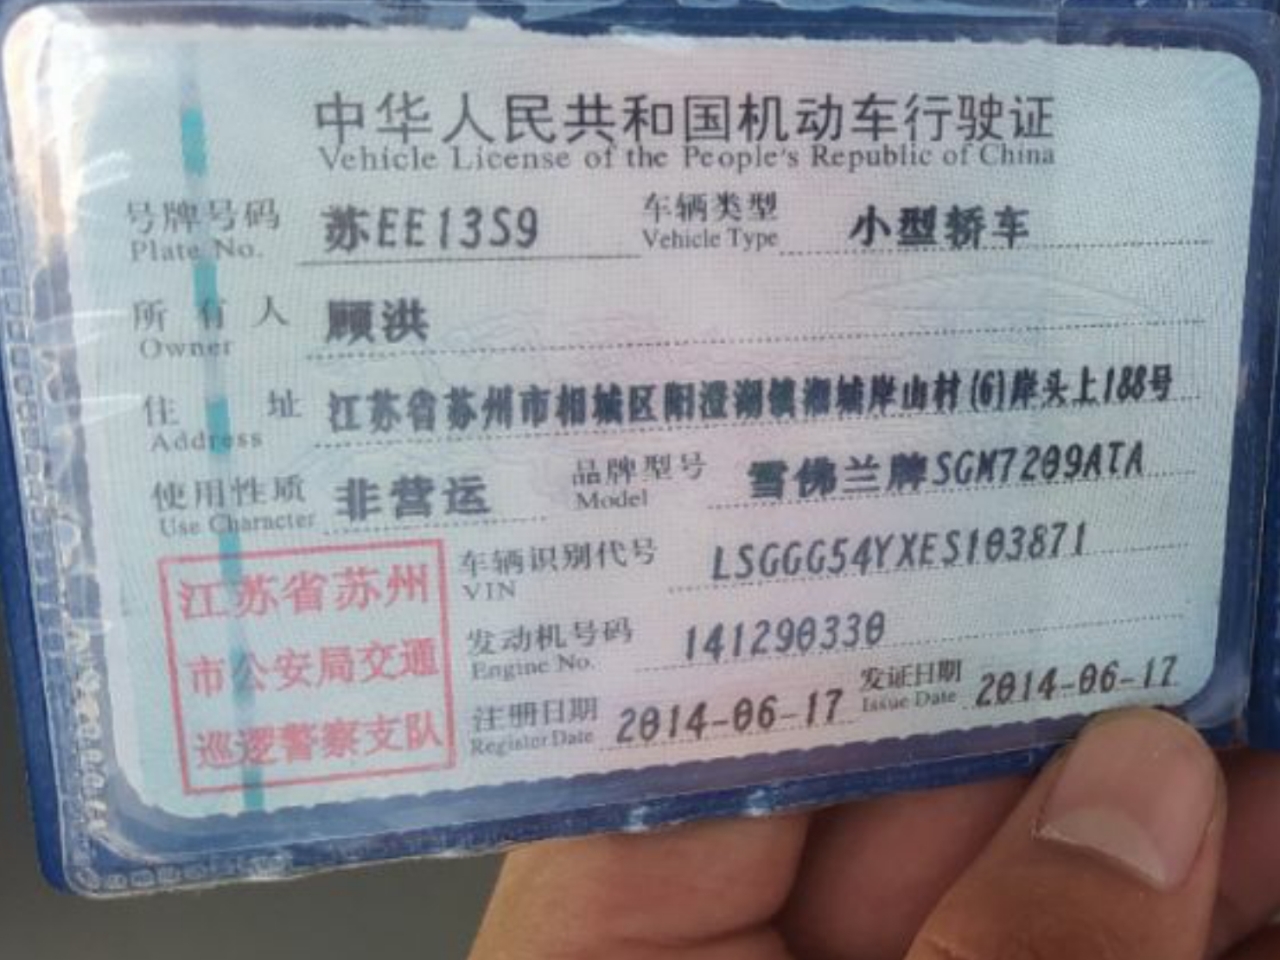 中华人民共和国机动车行驶证
Vehicle License of the People's Republic of China
号牌号码 苏EE13S9 车辆类型 小型轿车
Plate No. Vehicle Type
所有人 顾洪
Owner
住址 江苏省苏州市相城区阳澄湖镇湘城岸山村(6)岸头上188号
Address
使用性质 非营运 品牌型号 雪佛兰牌SGM7209ATA
Use Character Model
车辆识别代号 LSGGG54YXES103871
VIN
发动机号码 141290330
Engine No.
注册日期 2014-06-17 发证日期 2014-06-17
Register Date Issue Date
江苏省苏州
市公安局交通
巡逻警察支队